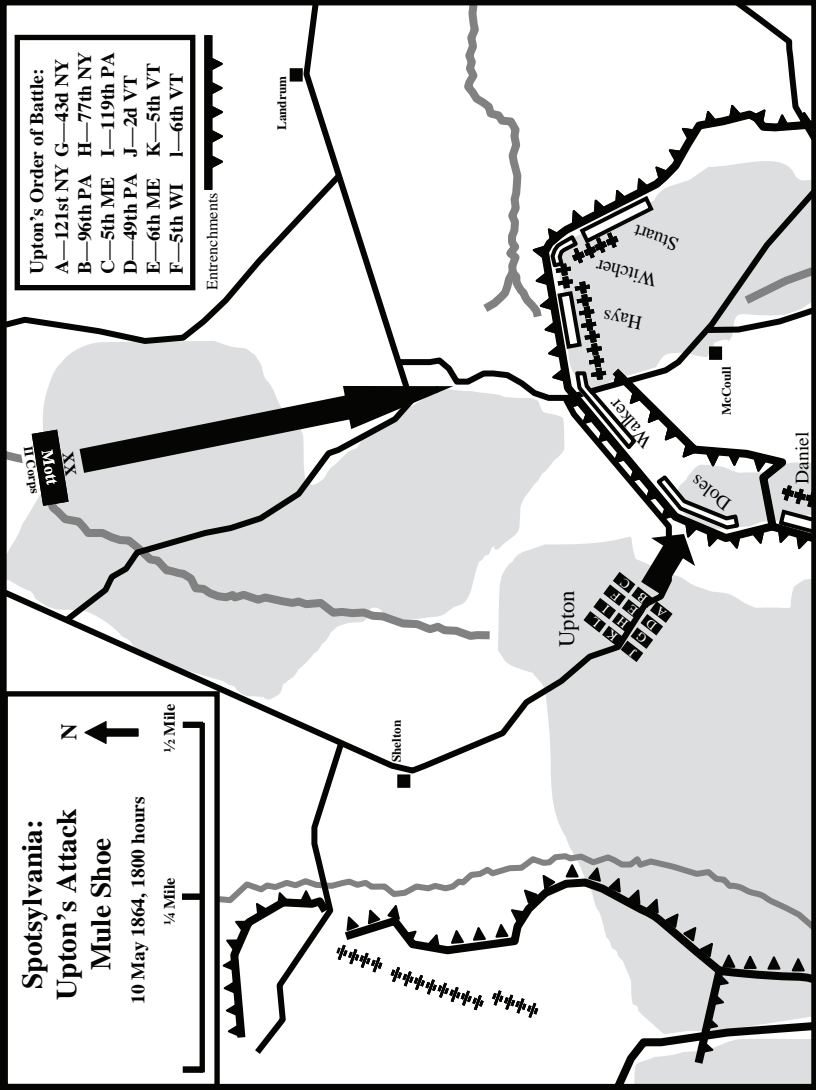 Spotsylvania:
Upton's Attack
Mule Shoe
10 May 1864, 1800 hours
N
¼ Mile
½ Mile
Upton's Order of Battle:
A—121st NY G—43d NY
B—96th PA H—77th NY
C—5th ME I—119th PA
D—49th PA J—2d VT
E—6th ME K—5th VT
F—5th WI l—6th VT
Entrenchments
Landrum
XX
Mott
II Corps
Shelton
Upton
L I F C
K H E B
J G D A
Stuart
Witcher
Hays
Walker
Doles
McCoull
Daniel